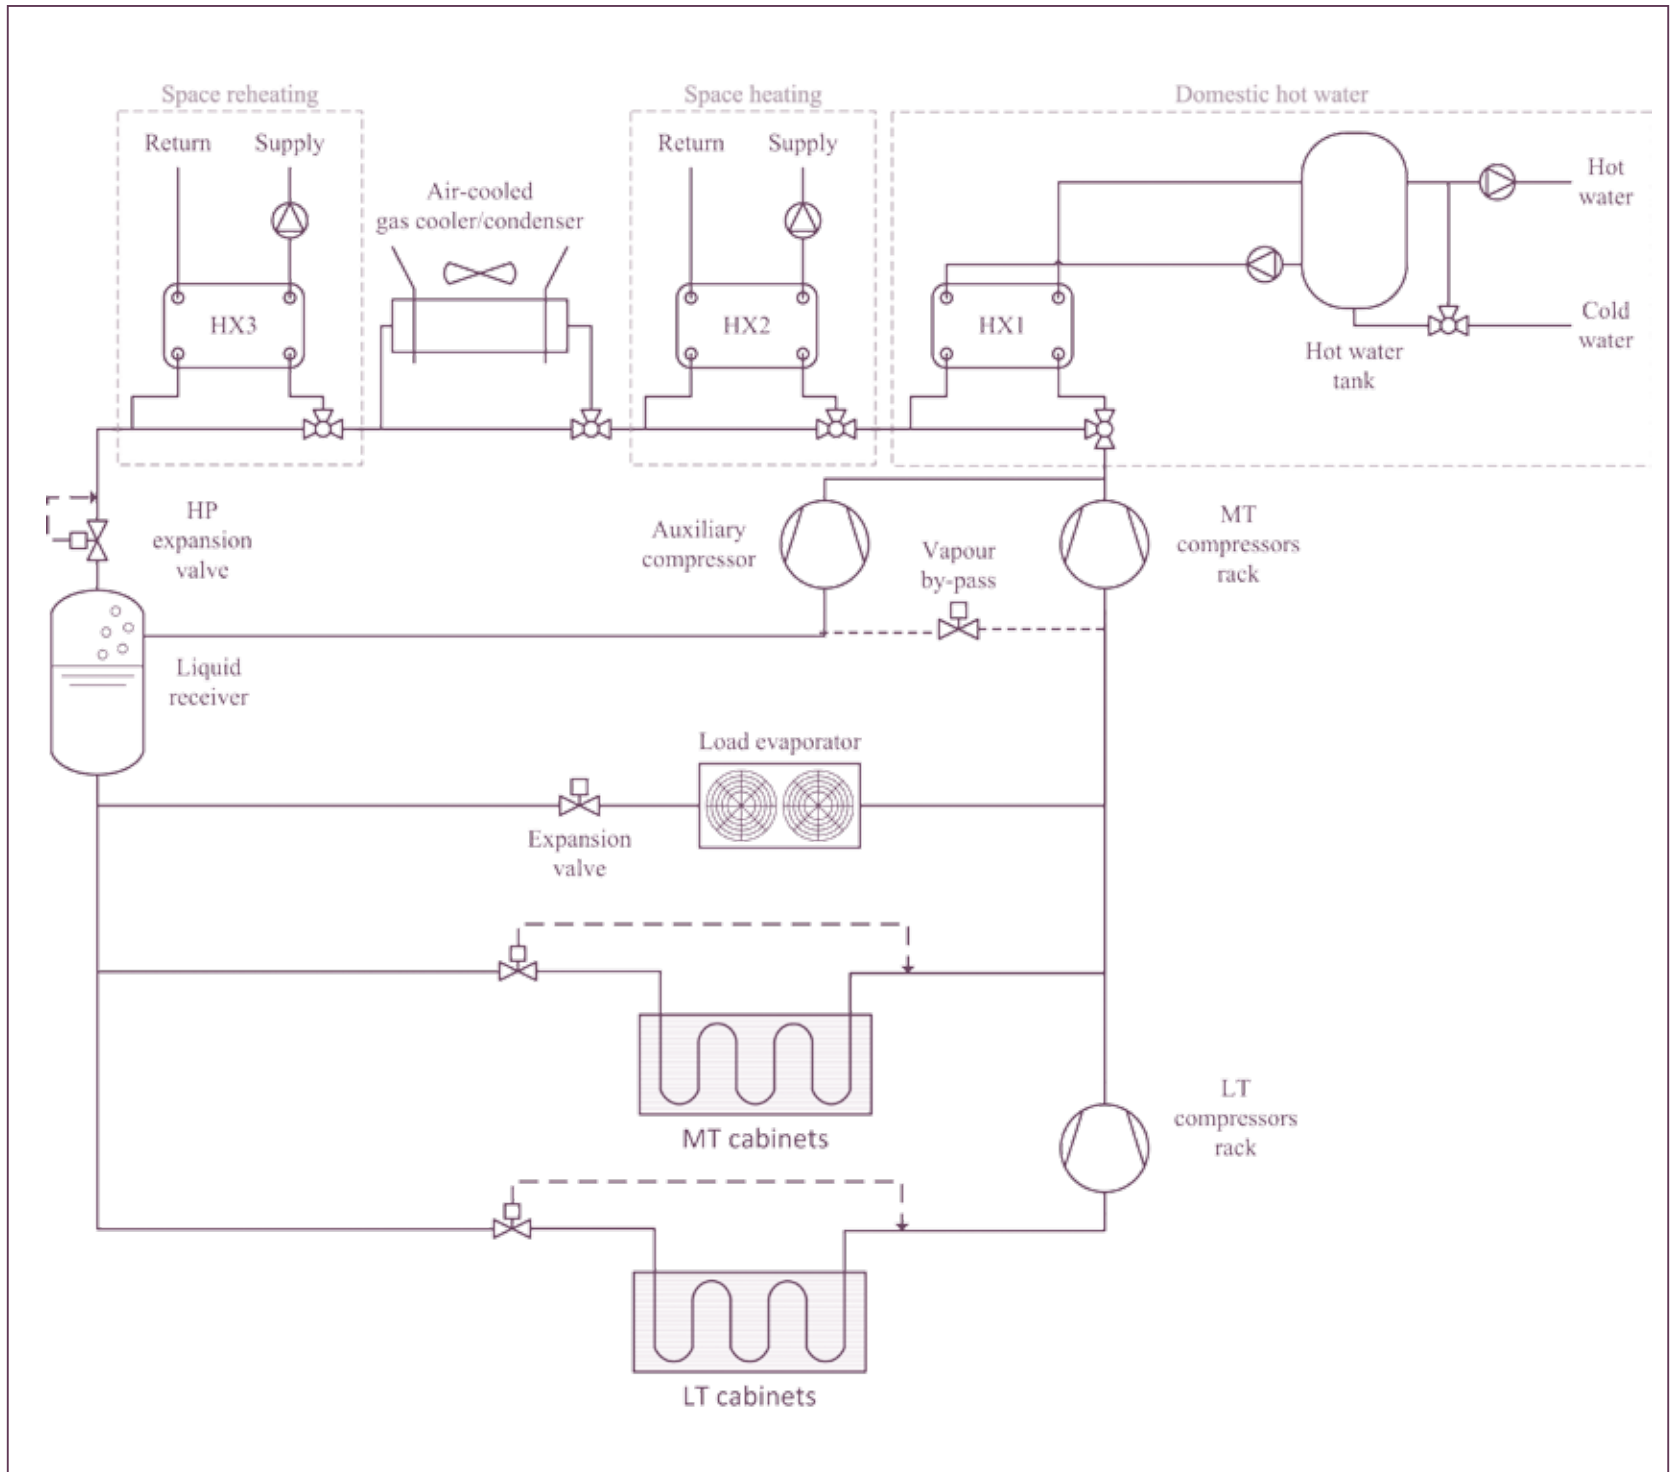 Space reheating
Space heating
Domestic hot water
Return
Supply
Return
Supply
Air-cooled
gas cooler/condenser
Hot
water
HX3
HX2
HX1
Cold
water
Hot water
tank
HP
expansion
valve
Auxiliary
compressor
Vapour
by-pass
MT
compressors
rack
Liquid
receiver
Load evaporator
Expansion
valve
MT cabinets
LT
compressors
rack
LT cabinets